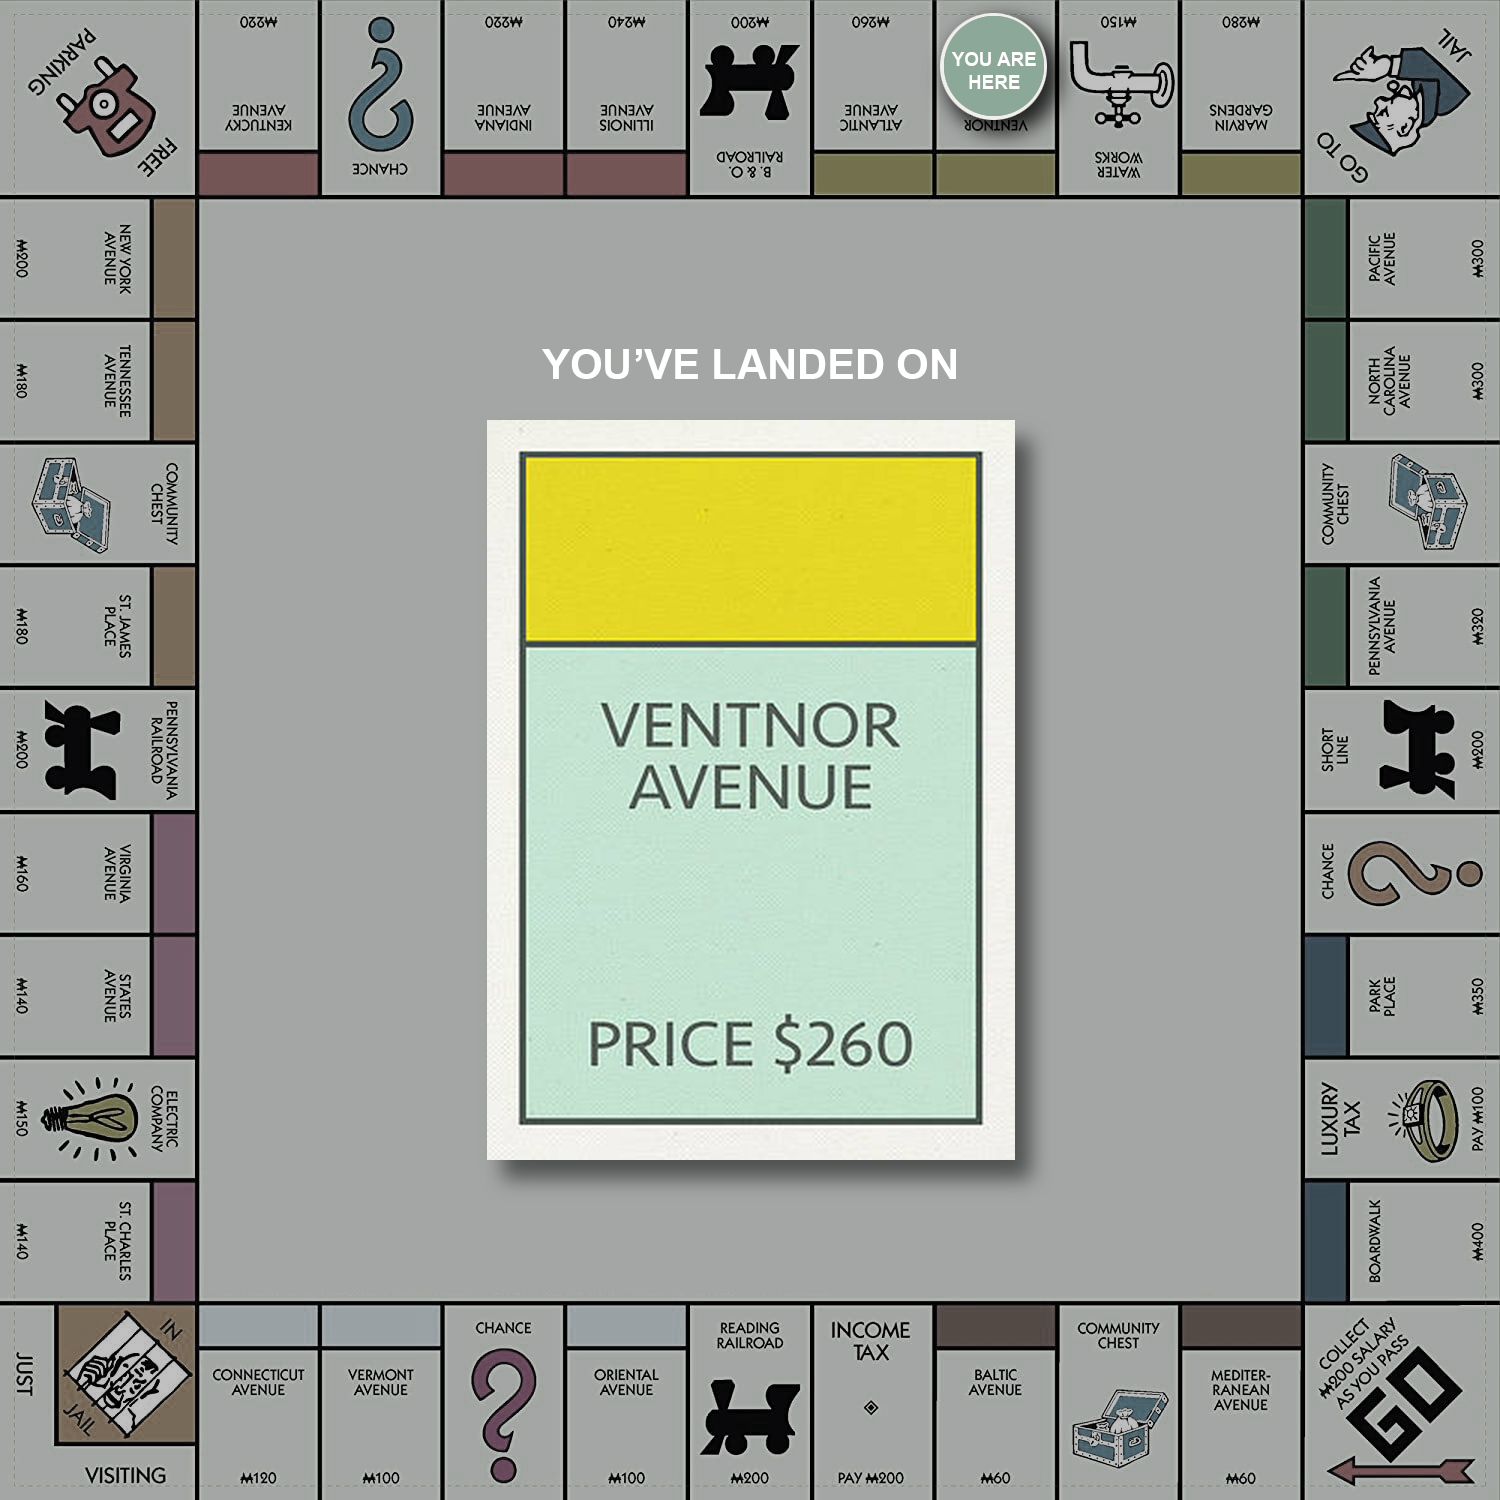 FREE
PARKING
KENTUCKY
AVENUE
₩220
CHANCE
INDIANA
AVENUE
₩220
ILLINOIS
AVENUE
₩240
B. & O.
RAILROAD
₩200
ATLANTIC
AVENUE
₩260
YOU ARE
HERE
VENTNOR
WATER
WORKS
₩150
MARVIN
GARDENS
₩280
GO TO
JAIL
NEW YORK
AVENUE
₩200
TENNESSEE
AVENUE
₩180
COMMUNITY
CHEST
ST. JAMES
PLACE
₩180
PENNSYLVANIA
RAILROAD
₩200
VIRGINIA
AVENUE
₩160
STATES
AVENUE
₩140
ELECTRIC
COMPANY
₩150
ST. CHARLES
PLACE
₩140
YOU’VE LANDED ON
VENTNOR
AVENUE
PRICE $260
PACIFIC
AVENUE
₩300
NORTH
CAROLINA
AVENUE
₩300
COMMUNITY
CHEST
PENNSYLVANIA
AVENUE
₩320
SHORT
LINE
₩200
CHANCE
PARK
PLACE
₩350
LUXURY
TAX
PAY ₩100
BOARDWALK
₩400
JUST
VISITING
IN
JAIL
CONNECTICUT
AVENUE
₩120
VERMONT
AVENUE
₩100
CHANCE
ORIENTAL
AVENUE
₩100
READING
RAILROAD
₩200
INCOME
TAX
PAY ₩200
BALTIC
AVENUE
₩60
COMMUNITY
CHEST
MEDITER-
RANEAN
AVENUE
₩60
COLLECT
₩200 SALARY
AS YOU PASS
GO